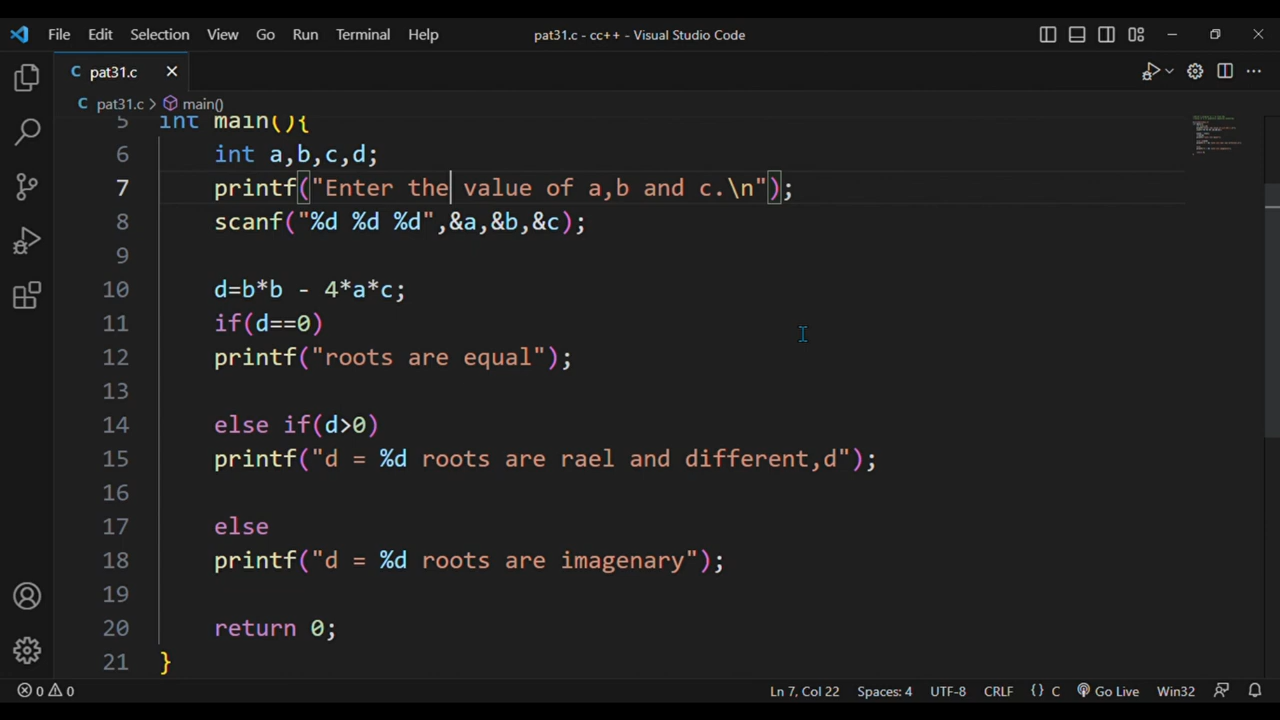 File Edit Selection View Go Run Terminal Help pat31.c - cc++ - Visual Studio Code
C pat31.c
C pat31.c > main()
5 int main(){
6 int a,b,c,d;
7 printf("Enter the value of a,b and c.\n");
8 scanf("%d %d %d",&a,&b,&c);
9
10 d=b*b - 4*a*c;
11 if(d==0)
12 printf("roots are equal");
13
14 else if(d>0)
15 printf("d = %d roots are rael and different,d");
16
17 else
18 printf("d = %d roots are imagenary");
19
20 return 0;
21 }
0 0 Ln 7, Col 22 Spaces: 4 UTF-8 CRLF {} C Go Live Win32